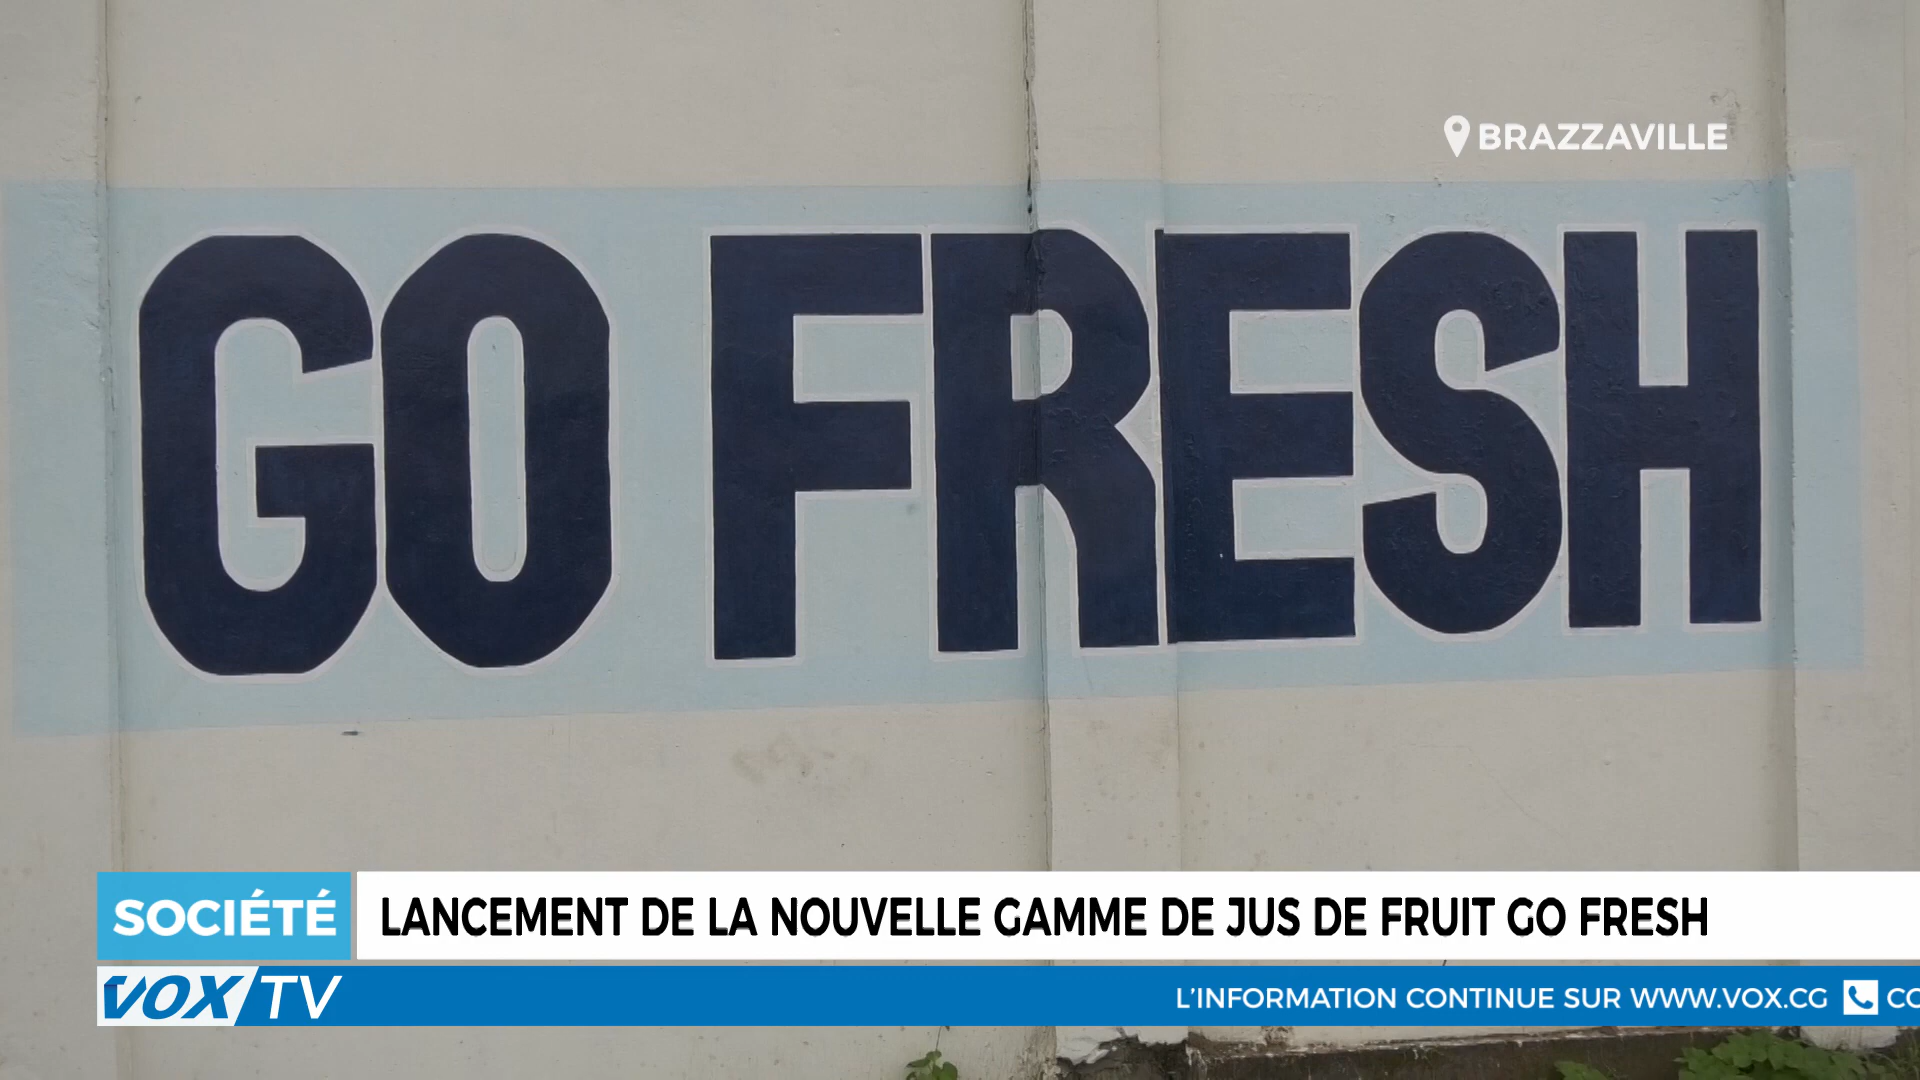 BRAZZAVILLE
GO FRESH
SOCIÉTÉ
LANCEMENT DE LA NOUVELLE GAMME DE JUS DE FRUIT GO FRESH
VOX/TV
L'INFORMATION CONTINUE SUR WWW.VOX.CG